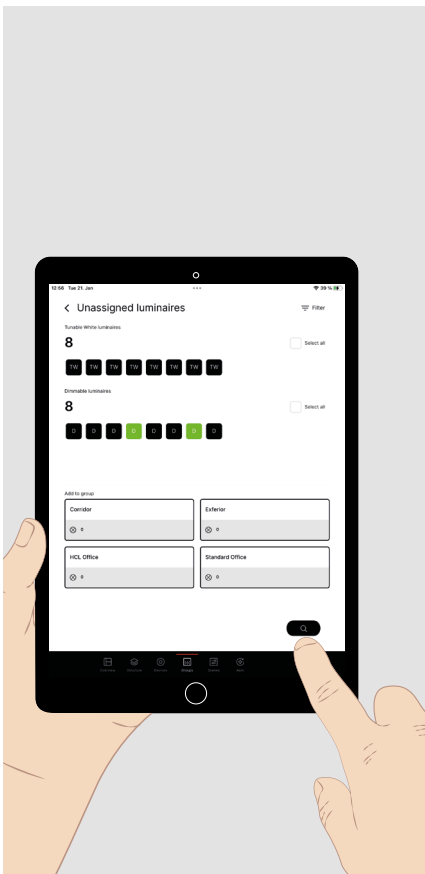 12:56 Tue 21. Jan
39 %
Unassigned luminaires
Filter
Tunable White luminaires
8
Select all
TW TW TW TW TW TW TW TW
Dimmable luminaires
8
Select all
D D D D D D D D
Add to group
Corridor
0
Exferior
0
HCL Office
0
Standard Office
0
Groups